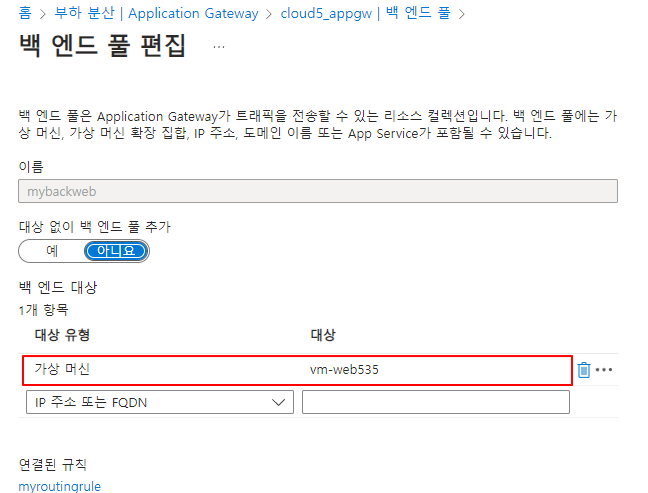 홈 > 부하 분산 | Application Gateway > cloud5_appgw | 백 엔드 풀 >
백 엔드 풀 편집 ...
백 엔드 풀은 Application Gateway가 트래픽을 전송할 수 있는 리소스 컬렉션입니다. 백 엔드 풀에는 가
상 머신, 가상 머신 확장 집합, IP 주소, 도메인 이름 또는 App Service가 포함될 수 있습니다.
이름
mybackweb
대상 없이 백 엔드 풀 추가
예 아니요
백 엔드 대상
1개 항목
대상 유형 대상
가상 머신 vm-web535
IP 주소 또는 FQDN
연결된 규칙
myroutingrule